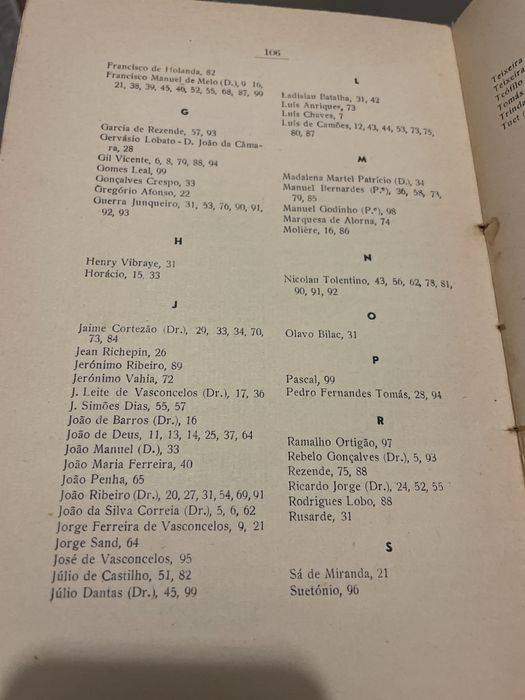 106
Francisco de Holanda, 82
Francisco Manuel de Melo (D.), 9 16,
21, 38, 39, 45, 46, 52, 55, 68, 87, 99
G
Garcia de Rezende, 57, 93
Gervásio Lobato - D. João da Câma-
ra, 28
Gil Vicente, 6, 8, 79, 88, 94
Gomes Leal, 99
Gonçalves Crespo, 33
Gregório Afonso, 22
Guerra Junqueiro, 31, 53, 76, 90, 91,
92, 93
H
Henry Vibraye, 31
Horácio, 15, 33
J
Jaime Cortezão (Dr.), 29, 33, 34, 70,
73, 84
Jean Richepin, 26
Jerónimo Ribeiro, 89
Jerónimo Vahia, 72
J. Leite de Vasconcelos (Dr.), 17, 36
J. Simões Dias, 55, 57
João de Barros (Dr.), 16
João de Deus, 11, 13, 14, 25, 37, 64
João Manuel (D.), 33
João Maria Ferreira, 40
João Penha, 65
João Ribeiro (Dr.), 20, 27, 31, 54, 69, 91
João da Silva Correia (Dr.), 5, 6, 62
Jorge Ferreira de Vasconcelos, 9, 21
Jorge Sand, 64
José de Vasconcelos, 95
Júlio de Castilho, 51, 82
Júlio Dantas (Dr.), 45, 99
L
Ladislau Batalha, 31, 42
Luís Anriques, 73
Luís Chaves, 7
Luís de Camões, 12, 43, 44, 53, 73, 75,
80, 87
M
Madalena Martel Patrício (D.), 34
Manuel Bernardes (P.e), 36, 58, 73,
79, 85
Manuel Godinho (P.e), 98
Marquesa de Alorna, 74
Molière, 16, 86
N
Nicolau Tolentino, 43, 56, 62, 78, 81,
90, 91, 92
O
Olavo Bilac, 31
P
Pascal, 99
Pedro Fernandes Tomás, 28, 94
R
Ramalho Ortigão, 97
Rebelo Gonçalves (Dr.), 5, 93
Rezende, 75, 88
Ricardo Jorge (Dr.), 24, 52, 55
Rodrigues Lobo, 88
Rusarde, 31
S
Sá de Miranda, 21
Suetónio, 96
Teixeira
Teixeira
Teófilo
Tomás
Trind